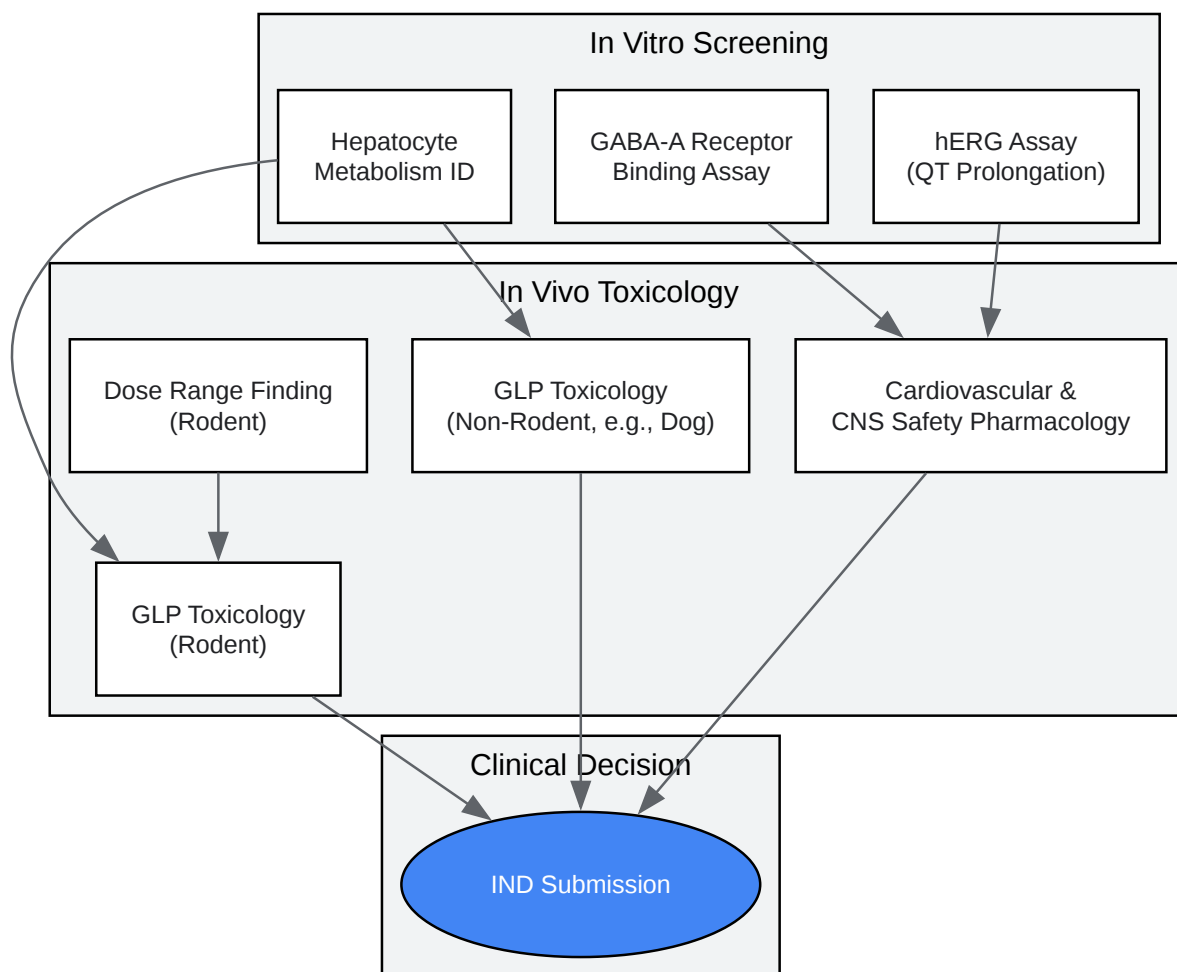 In Vitro Screening
Hepatocyte
Metabolism ID
GABA-A Receptor
Binding Assay
hERG Assay
(QT Prolongation)
In Vivo Toxicology
Dose Range Finding
(Rodent)
GLP Toxicology
(Non-Rodent, e.g., Dog)
Cardiovascular &
CNS Safety Pharmacology
GLP Toxicology
(Rodent)
Clinical Decision
IND Submission